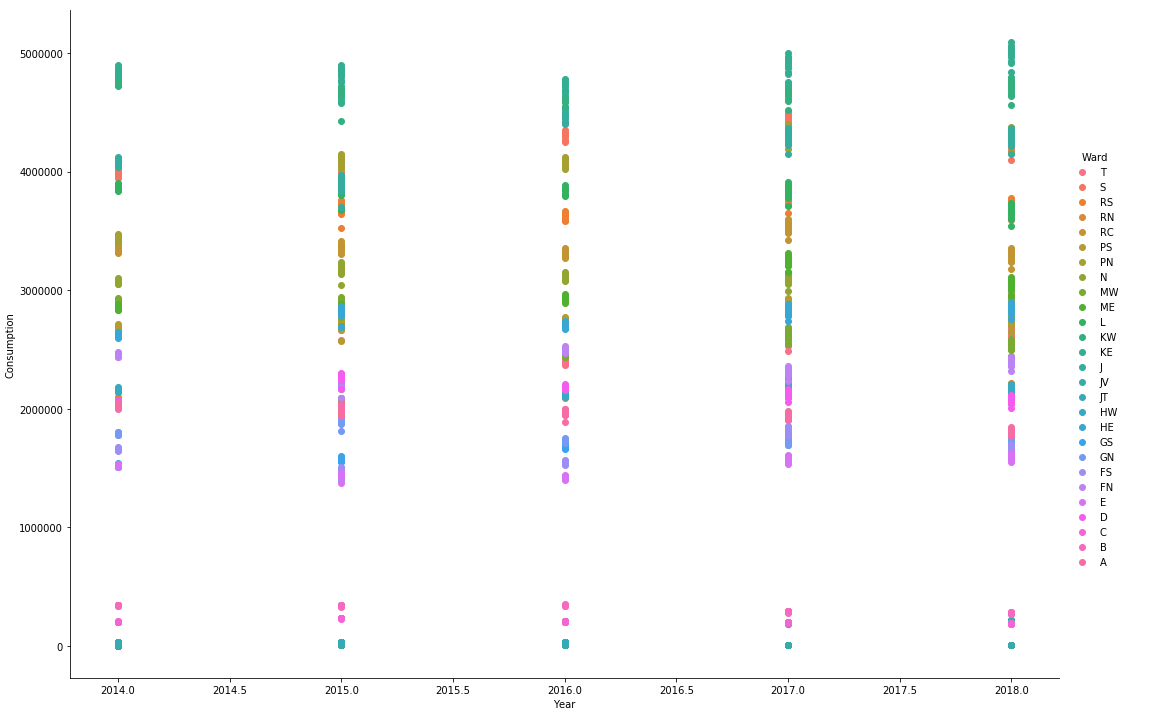 5000000
4000000
3000000
2000000
1000000
0
Consumption
2014.0 2014.5 2015.0 2015.5 2016.0 2016.5 2017.0 2017.5 2018.0
Year
Ward
T
S
RS
RN
RC
PS
PN
N
MW
ME
L
KW
KE
J
JV
JT
HW
HE
GS
GN
FS
FN
E
D
C
B
A